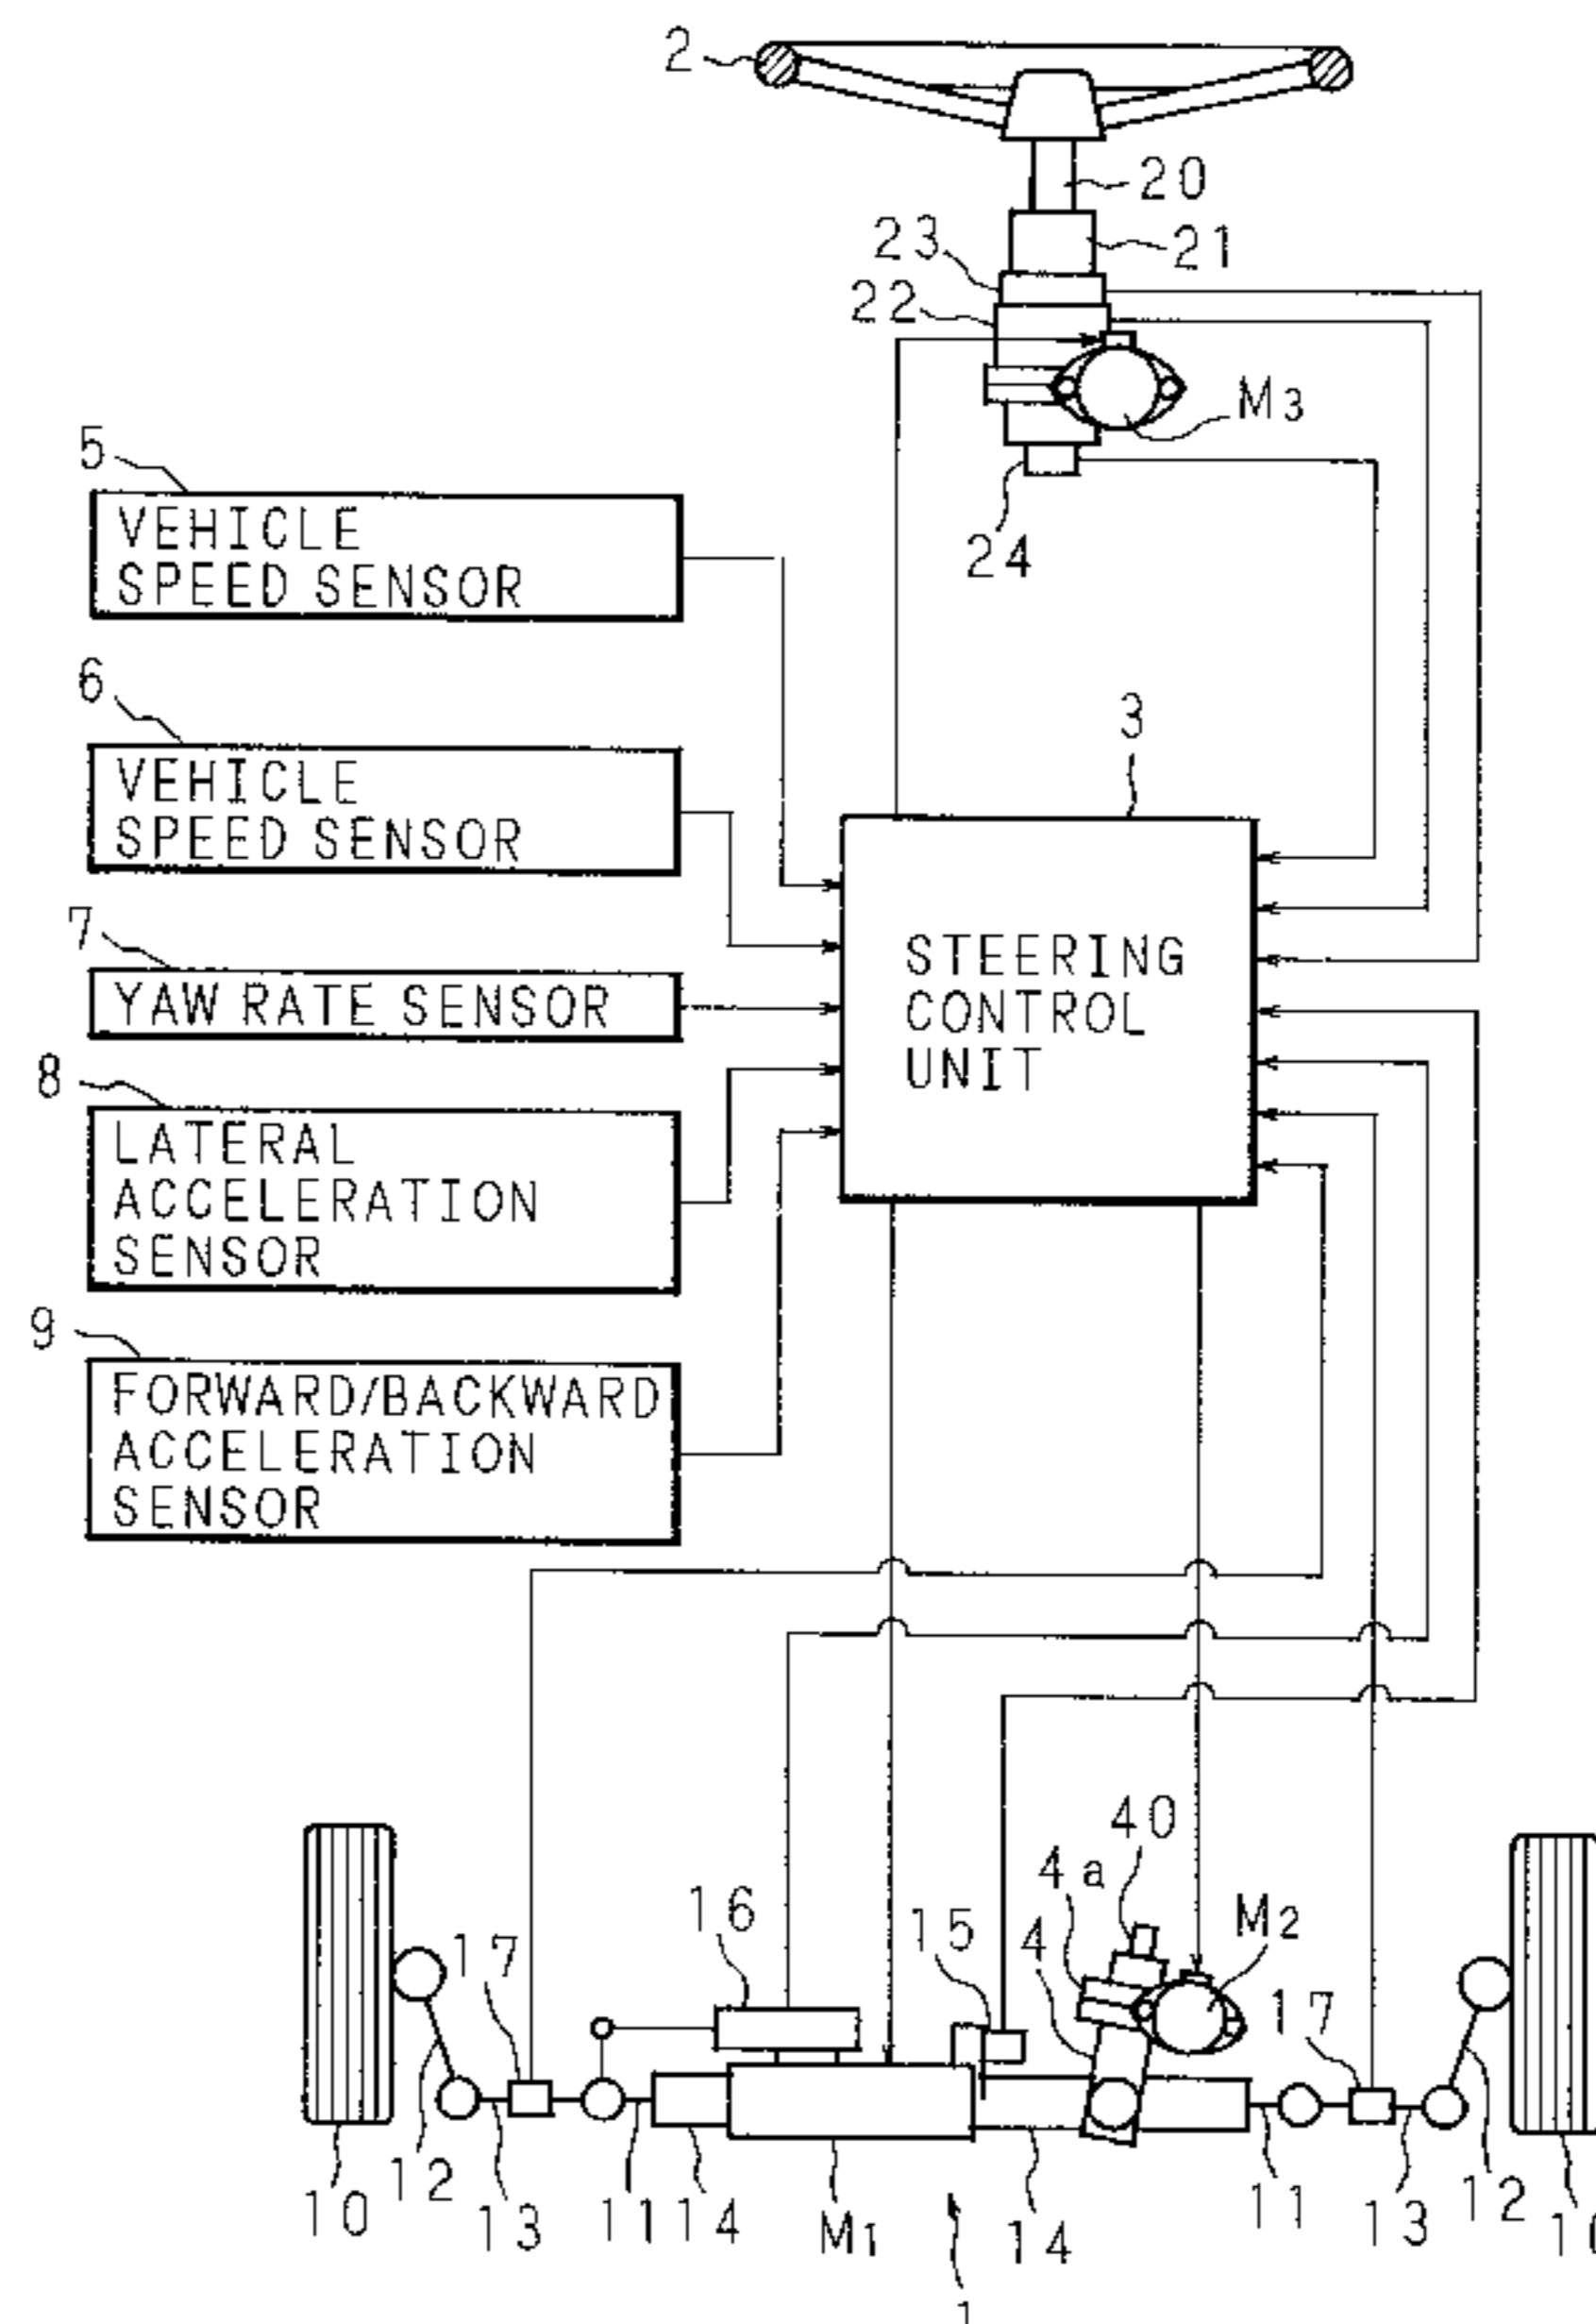 2
20
23
21
22
M3
5
24
VEHICLE
SPEED SENSOR
6
3
VEHICLE
SPEED SENSOR
7
STEERING
CONTROL
UNIT
YAW RATE SENSOR
8
LATERAL
ACCELERATION
SENSOR
9
FORWARD/BACKWARD
ACCELERATION
SENSOR
40
4a
16
15
4
M2
17
17
10
12
13
11
14
M1
14
11
13
12
1